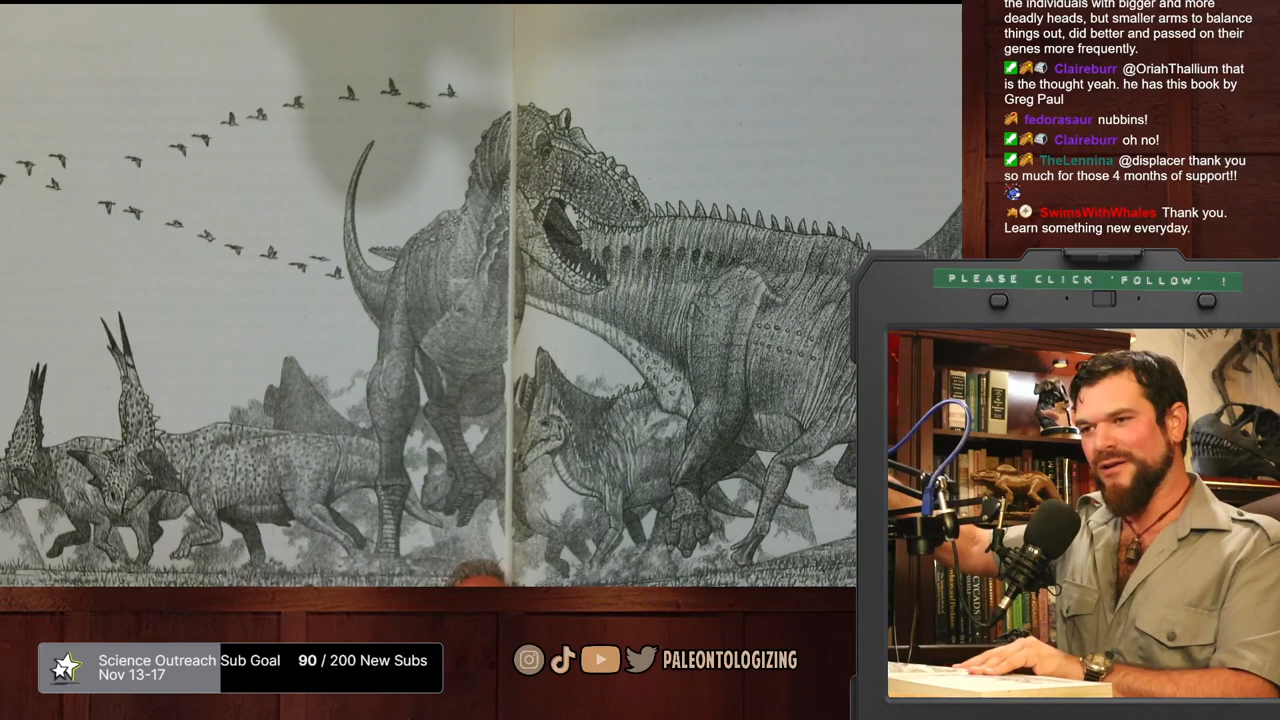 the individuals with bigger and more
deadly heads, but smaller arms to balance
things out, did better and passed on their
genes more frequently.
Claireburr @OriahThallium that
is the thought yeah. he has this book by
Greg Paul
fedorasaur nubbins!
Claireburr oh no!
TheLennina @displacer thank you
so much for those 4 months of support!!
SwimsWithWhales Thank you.
Learn something new everyday.
PLEASE CLICK 'FOLLOW' !
CYCADS
Science Outreach Sub Goal 90 / 200 New Subs
Nov 13-17
PALEONTOLOGIZING